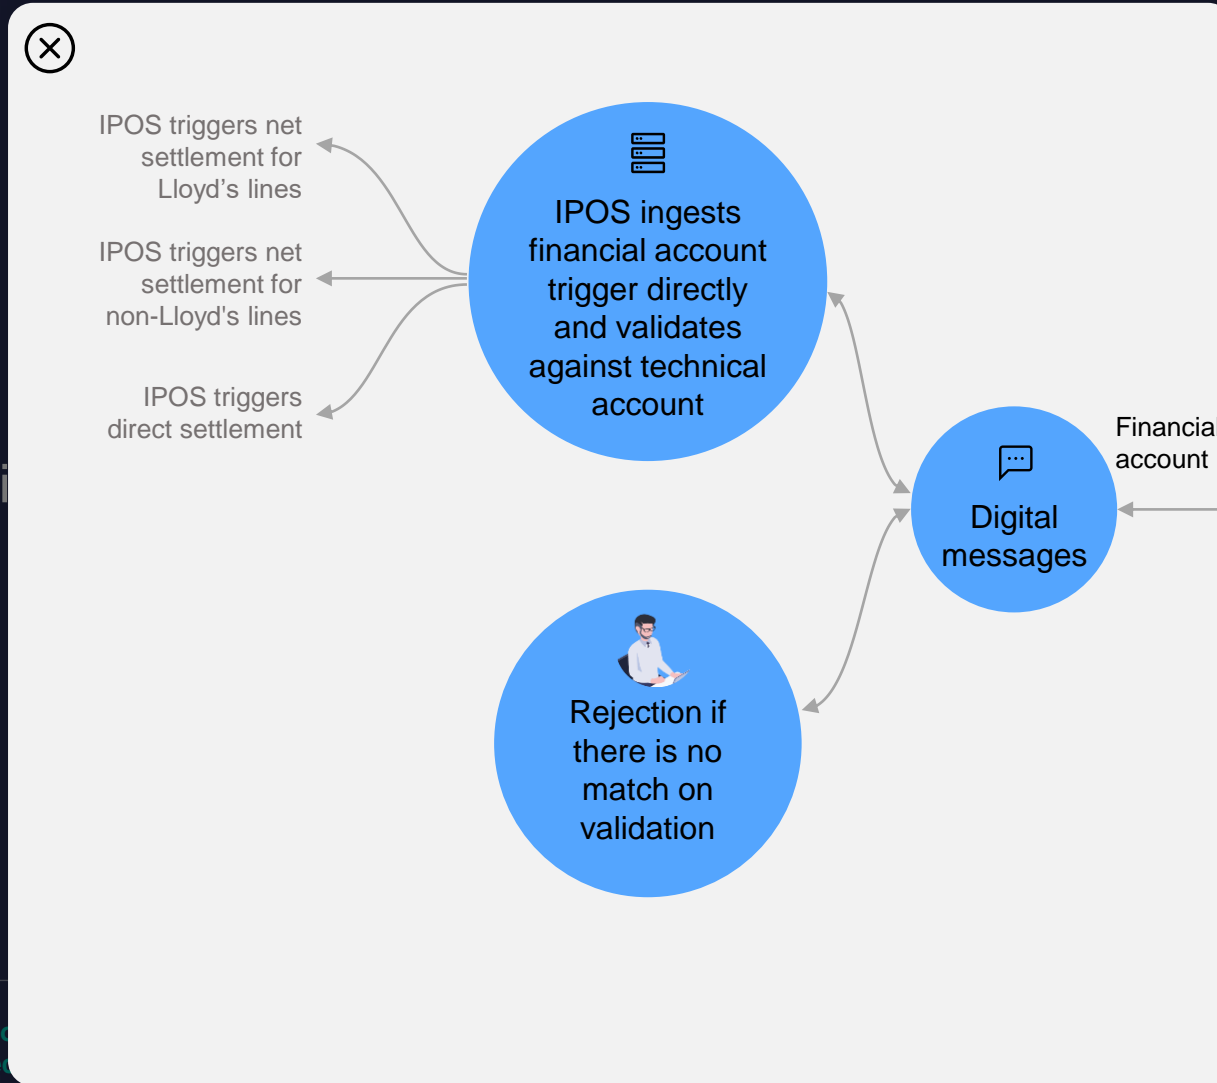 IPOS triggers net
settlement for
Lloyd’s lines
IPOS triggers net
settlement for
non-Lloyd's lines
IPOS triggers
direct settlement
IPOS ingests
financial account
trigger directly
and validates
against technical
account
Financial
account
Digital
messages
Rejection if
there is no
match on
validation